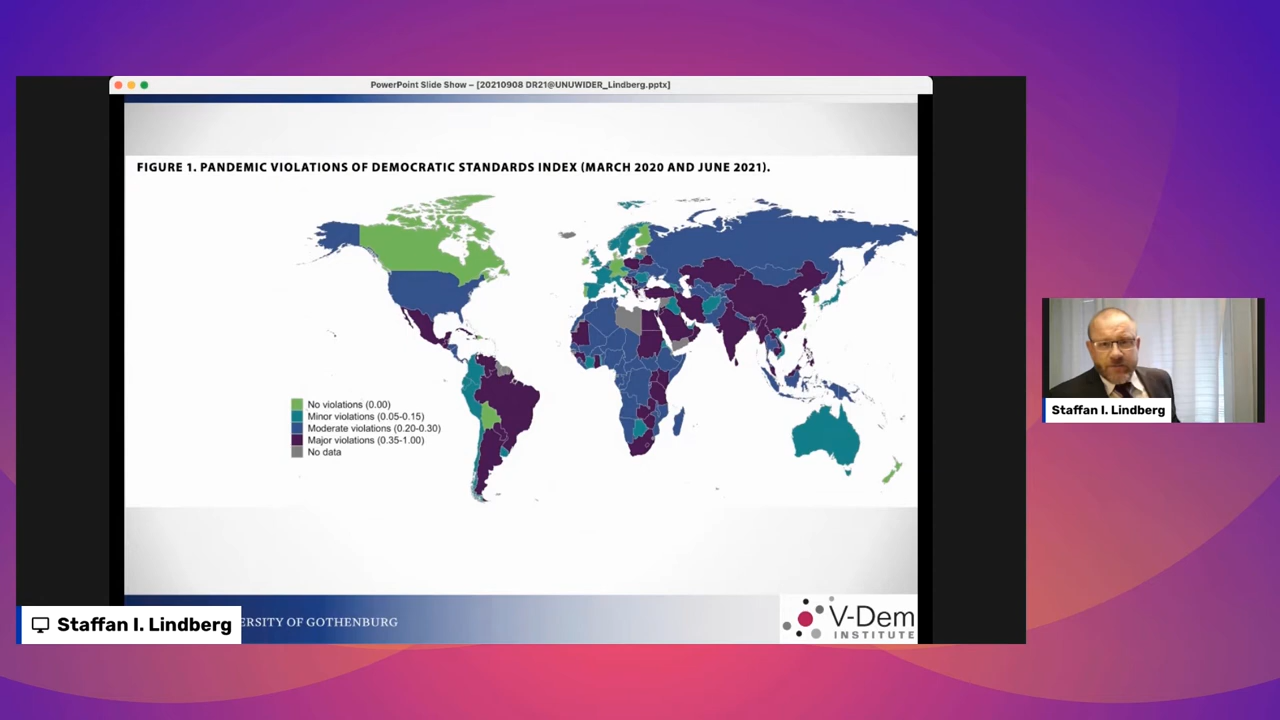 PowerPoint Slide Show – [20210908 DR21@UNUWIDER_Lindberg.pptx]
FIGURE 1. PANDEMIC VIOLATIONS OF DEMOCRATIC STANDARDS INDEX (MARCH 2020 AND JUNE 2021).
No violations (0.00)
Minor violations (0.05-0.15)
Moderate violations (0.20-0.30)
Major violations (0.35-1.00)
No data
Staffan I. Lindberg
Staffan I. Lindberg
ERSITY OF GOTHENBURG
V-Dem
INSTITUTE